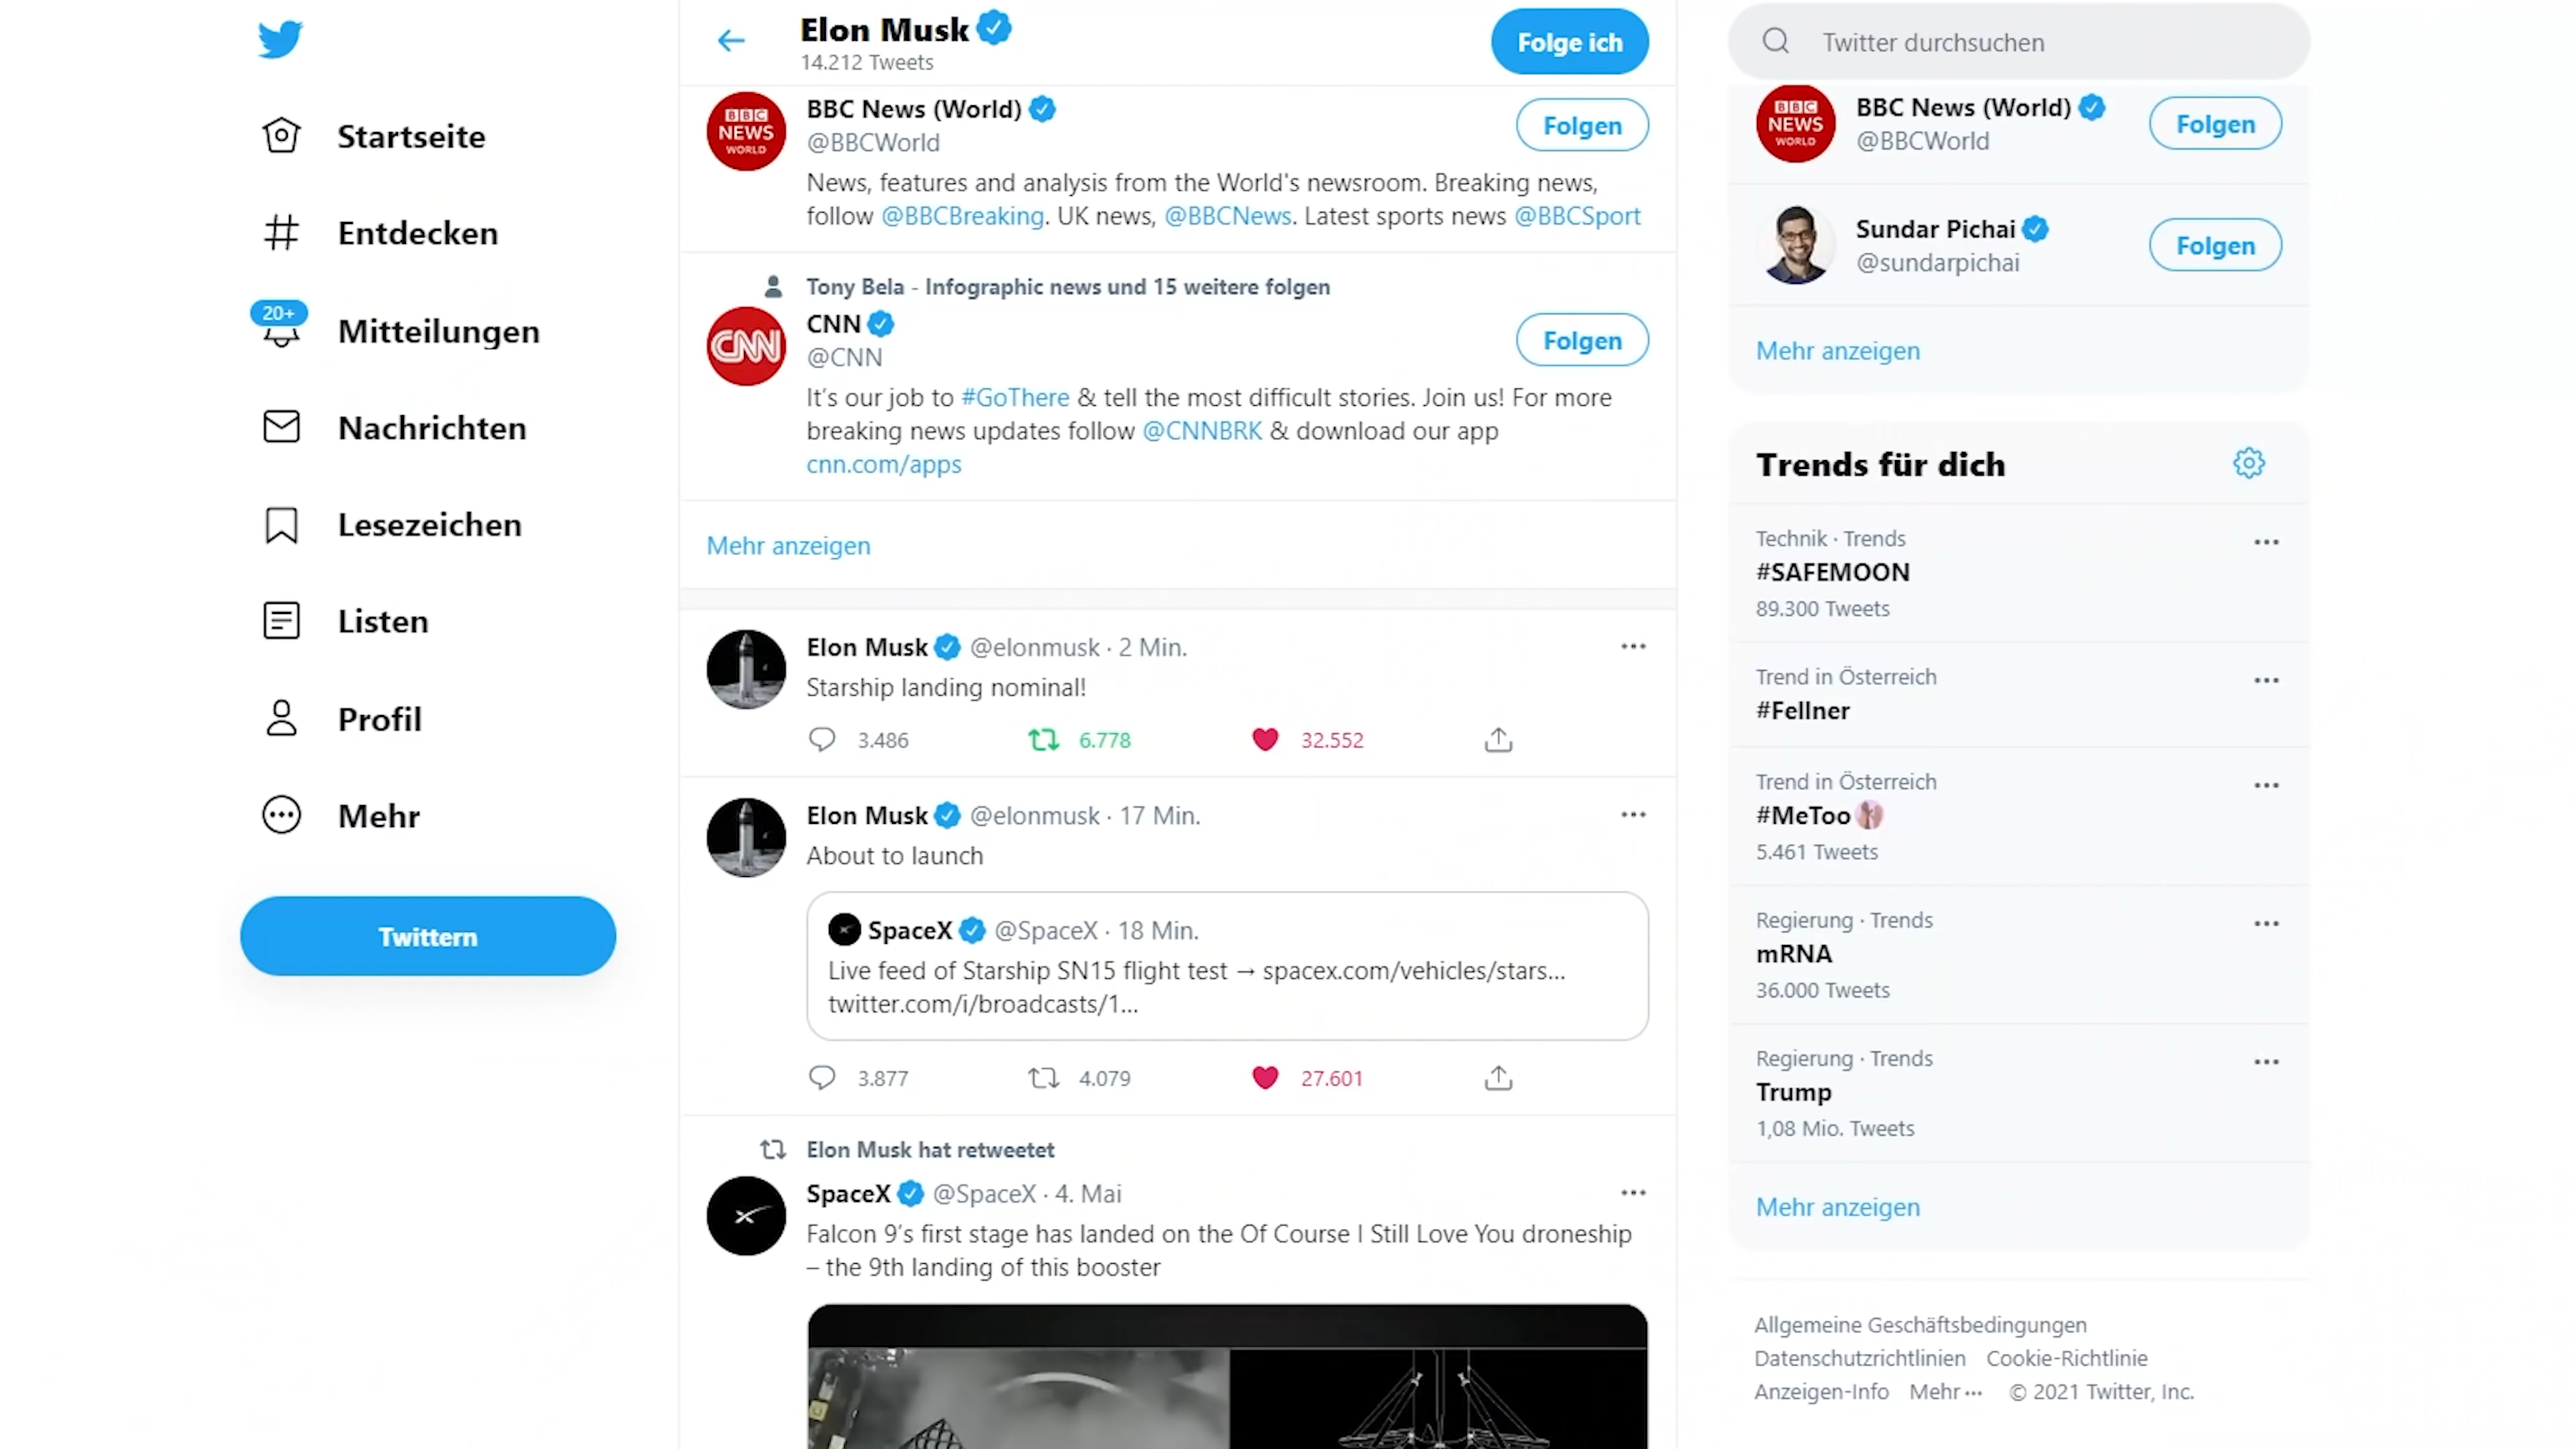 Startseite
Entdecken
20+
Mitteilungen
Nachrichten
Lesezeichen
Listen
Profil
Mehr
Twittern
Elon Musk
14.212 Tweets
Folge ich
BBC NEWS WORLD
BBC News (World)
@BBCWorld
Folgen
News, features and analysis from the World's newsroom. Breaking news,
follow @BBCBreaking. UK news, @BBCNews. Latest sports news @BBCSport
Tony Bela - Infographic news und 15 weitere folgen
CNN
CNN
@CNN
Folgen
It's our job to #GoThere & tell the most difficult stories. Join us! For more
breaking news updates follow @CNNBRK & download our app
cnn.com/apps
Mehr anzeigen
Elon Musk @elonmusk · 2 Min.
Starship landing nominal!
3.486 6.778 32.552
Elon Musk @elonmusk · 17 Min.
About to launch
SpaceX @SpaceX · 18 Min.
Live feed of Starship SN15 flight test → spacex.com/vehicles/stars...
twitter.com/i/broadcasts/1...
3.877 4.079 27.601
Elon Musk hat retweetet
SpaceX @SpaceX · 4. Mai
Falcon 9's first stage has landed on the Of Course I Still Love You droneship
– the 9th landing of this booster
Twitter durchsuchen
BBC NEWS WORLD
BBC News (World)
@BBCWorld
Folgen
Sundar Pichai
@sundarpichai
Folgen
Mehr anzeigen
Trends für dich
Technik · Trends
#SAFEMOON
89.300 Tweets
Trend in Österreich
#Fellner
Trend in Österreich
#MeToo
5.461 Tweets
Regierung · Trends
mRNA
36.000 Tweets
Regierung · Trends
Trump
1,08 Mio. Tweets
Mehr anzeigen
Allgemeine Geschäftsbedingungen
Datenschutzrichtlinien Cookie-Richtlinie
Anzeigen-Info Mehr ··· © 2021 Twitter, Inc.